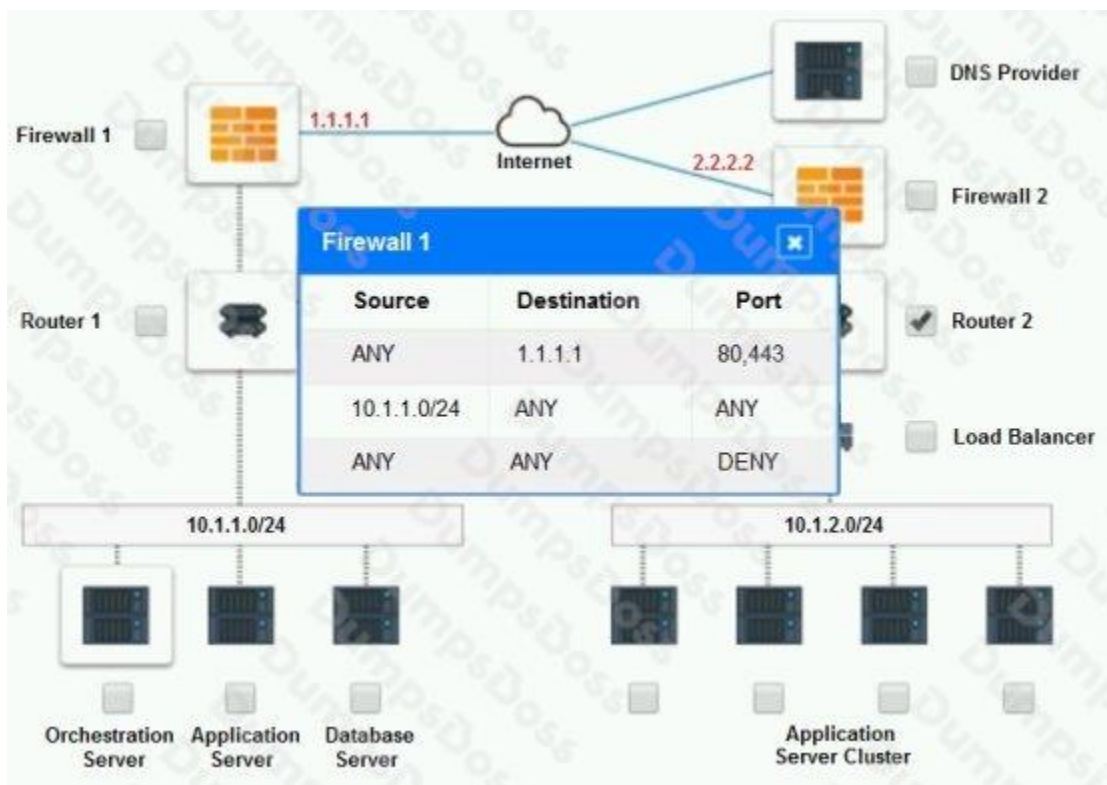 DNS Provider
Firewall 1
1.1.1.1
Internet
2.2.2.2
Firewall 2
Firewall 1
Source Destination Port
ANY 1.1.1.1 80,443
10.1.1.0/24 ANY ANY
ANY ANY DENY
Router 1
Router 2
Load Balancer
10.1.1.0/24
10.1.2.0/24
Orchestration Server
Application Server
Database Server
Application Server Cluster
DumpsDoss